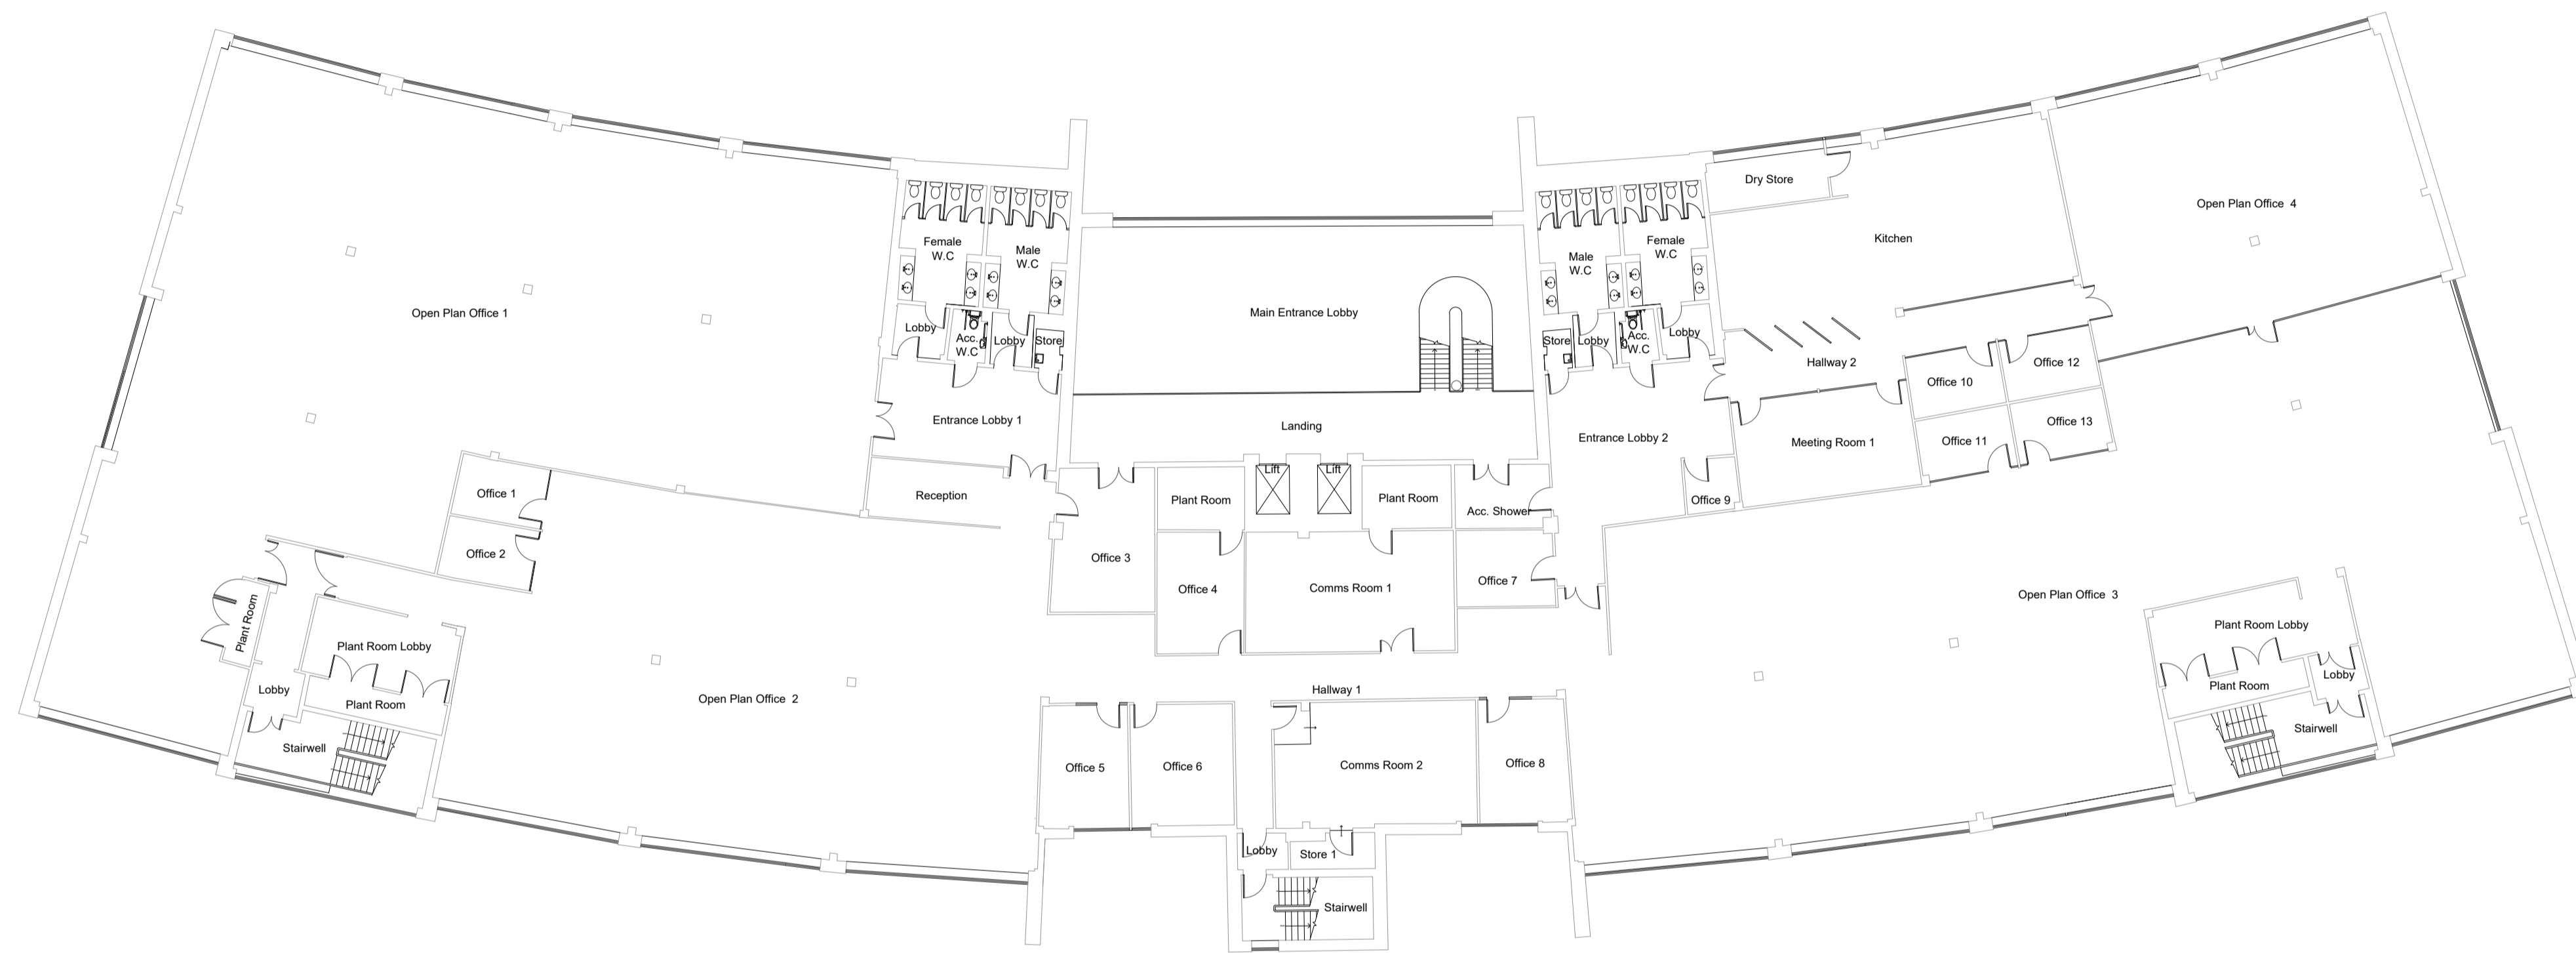 Open Plan Office 1
Female
W.C
Male
W.C
Lobby
Acc.
W.C
Lobby
Store
Entrance Lobby 1
Reception
Office 1
Office 2
Plant Room
Plant Room Lobby
Lobby
Plant Room
Stairwell
Open Plan Office 2
Main Entrance Lobby
Landing
Lift
Lift
Plant Room
Plant Room
Acc. Shower
Office 3
Office 4
Comms Room 1
Office 7
Hallway 1
Office 5
Office 6
Comms Room 2
Office 8
Lobby
Store 1
Stairwell
Male
W.C
Female
W.C
Store
Lobby
Acc.
W.C
Lobby
Entrance Lobby 2
Office 9
Dry Store
Kitchen
Hallway 2
Meeting Room 1
Office 10
Office 11
Office 12
Office 13
Open Plan Office 4
Open Plan Office 3
Plant Room Lobby
Plant Room
Lobby
Stairwell